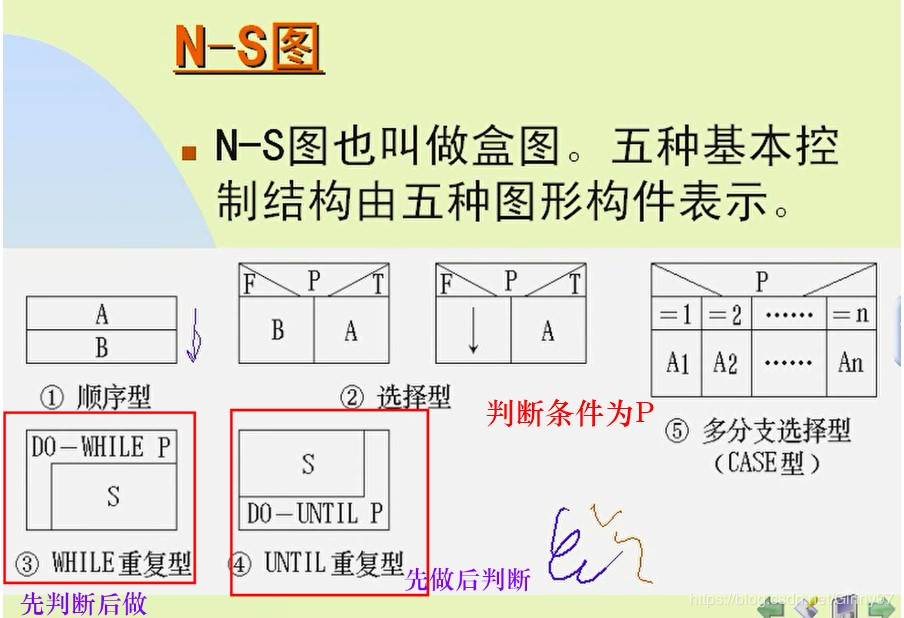 N-S图
N-S图也叫做盒图。五种基本控
制结构由五种图形构件表示。
A
B
① 顺序型
F P T
B A
F P T
A
② 选择型
P
=1 =2 …… =n
A1 A2 …… An
⑤ 多分支选择型
(CASE型)
判断条件为P
DO-WHILE P
S
③ WHILE重复型
先判断后做
S
DO-UNTIL P
④ UNTIL重复型
先做后判断